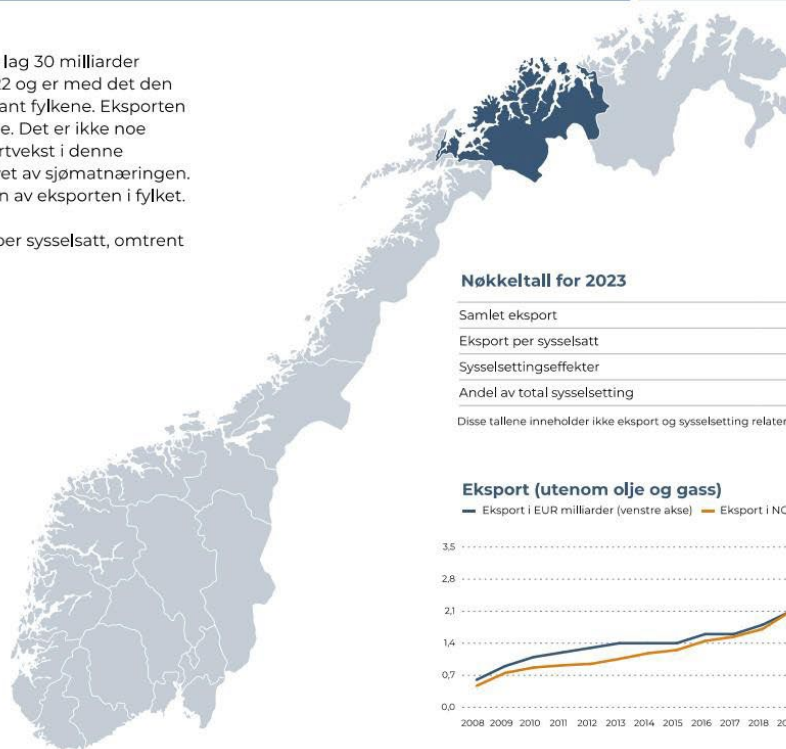 lag 30 milliarder
22 og er med det den
ant fylkene. Eksporten
e. Det er ikke noe
rtvekst i denne
et av sjømatnæringen.
n av eksporten i fylket.
per sysselsatt, omtrent
Nøkkeltall for 2023
Samlet eksport
Eksport per sysselsatt
Sysselsettingseffekter
Andel av total sysselsetting
Disse tallene inneholder ikke eksport og sysselsetting relater
Eksport (utenom olje og gass)
Eksport i EUR milliarder (venstre akse) Eksport i NO
3,5
2,8
2,1
1,4
0,7
0,0
2008 2009 2010 2011 2012 2013 2014 2015 2016 2017 2018 20